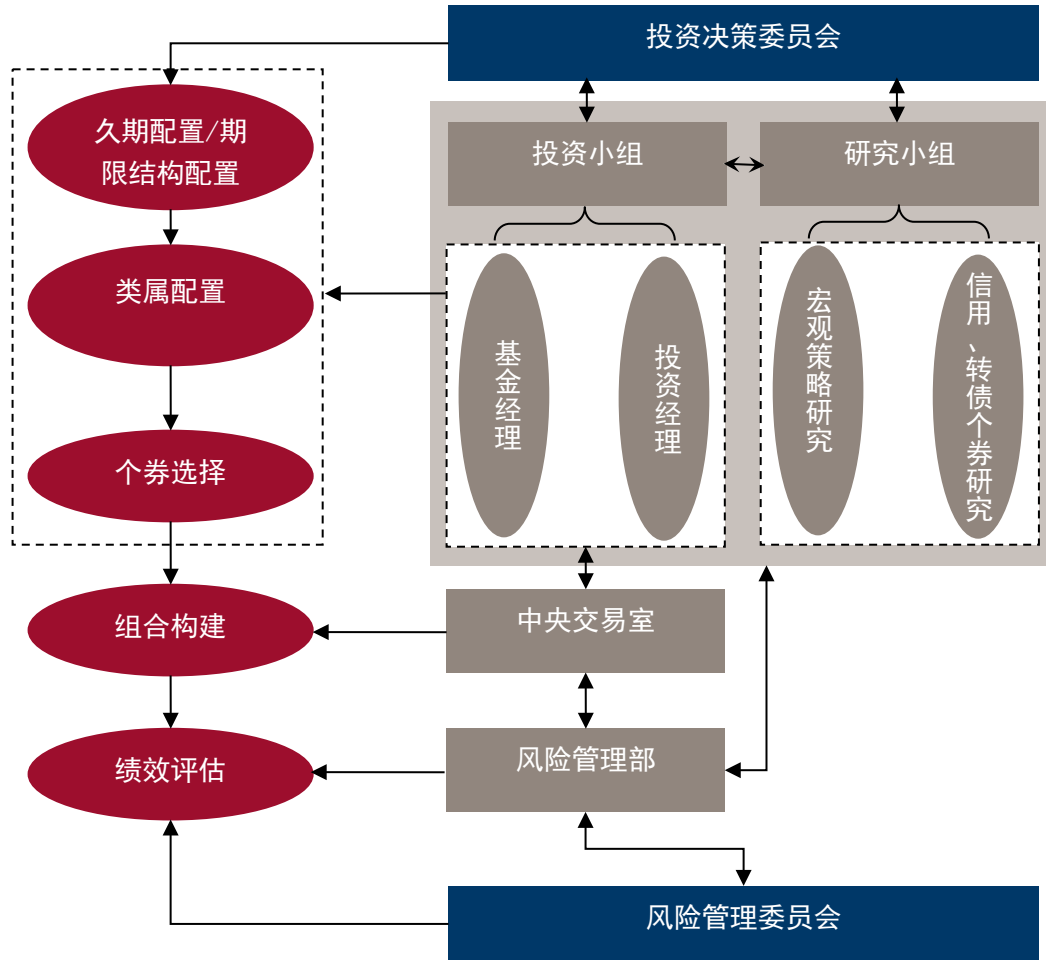 投资决策委员会
久期配置/期
限结构配置
投资小组
研究小组
类属配置
基金经理
投资经理
宏观策略研究
信用、转债个券研究
个券选择
组合构建
中央交易室
绩效评估
风险管理部
风险管理委员会